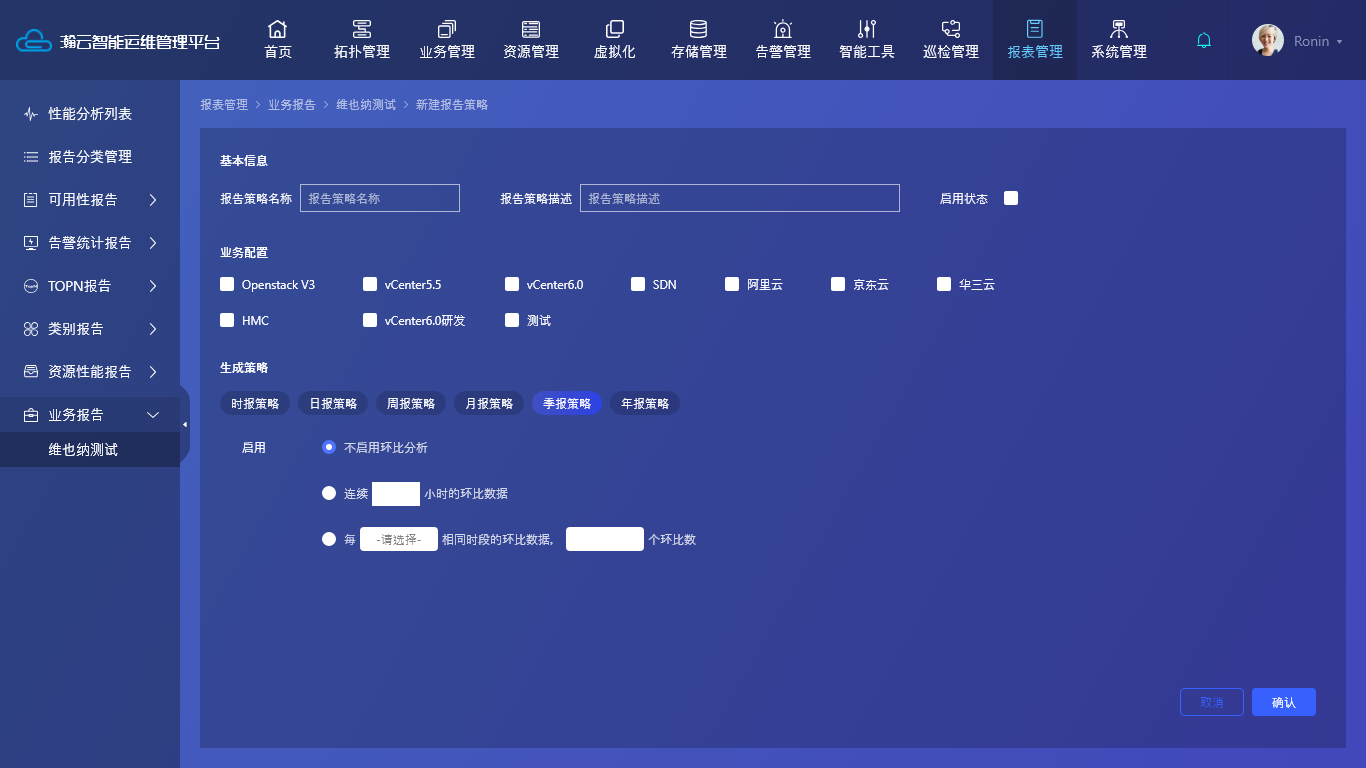 瀚云智能运维管理平台
首页 拓扑管理 业务管理 资源管理 虚拟化 存储管理 告警管理 智能工具 巡检管理 报表管理 系统管理 Ronin
性能分析列表
报告分类管理
可用性报告
告警统计报告
TOPN报告
类别报告
资源性能报告
业务报告
维也纳测试
报表管理 > 业务报告 > 维也纳测试 > 新建报告策略
基本信息
报告策略名称 报告策略名称 报告策略描述 报告策略描述 启用状态
业务配置
Openstack V3 vCenter5.5 vCenter6.0 SDN 阿里云 京东云 华三云
HMC vCenter6.0研发 测试
生成策略
时报策略 日报策略 周报策略 月报策略 季报策略 年报策略
启用 不启用环比分析
连续 小时的环比数据
每 -请选择- 相同时段的环比数据, 个环比数
取消 确认